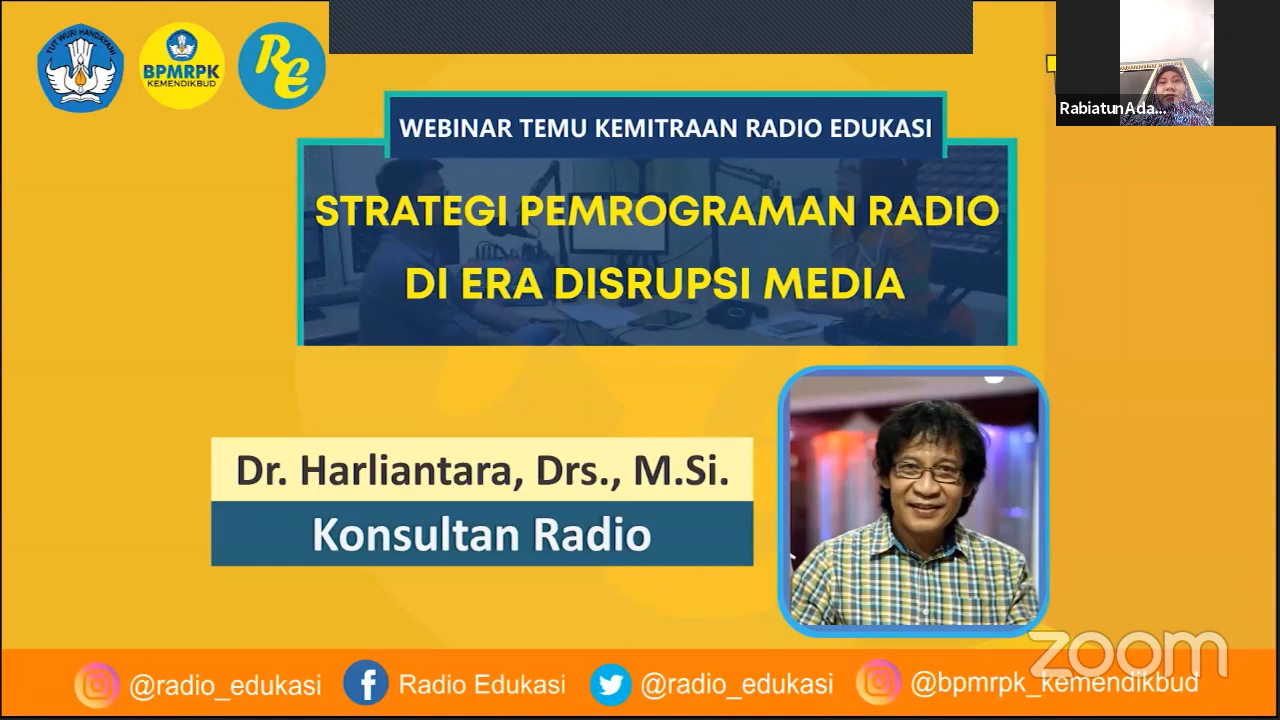 TUT WURI HANDAYANI
BPMRPK
KEMENDIKBUD
Re
RabiatunAda...
WEBINAR TEMU KEMITRAAN RADIO EDUKASI
STRATEGI PEMROGRAMAN RADIO
DI ERA DISRUPSI MEDIA
Dr. Harliantara, Drs., M.Si.
Konsultan Radio
zoom
@radio_edukasi
Radio Edukasi
@radio_edukasi
@bpmrpk_kemendikbud